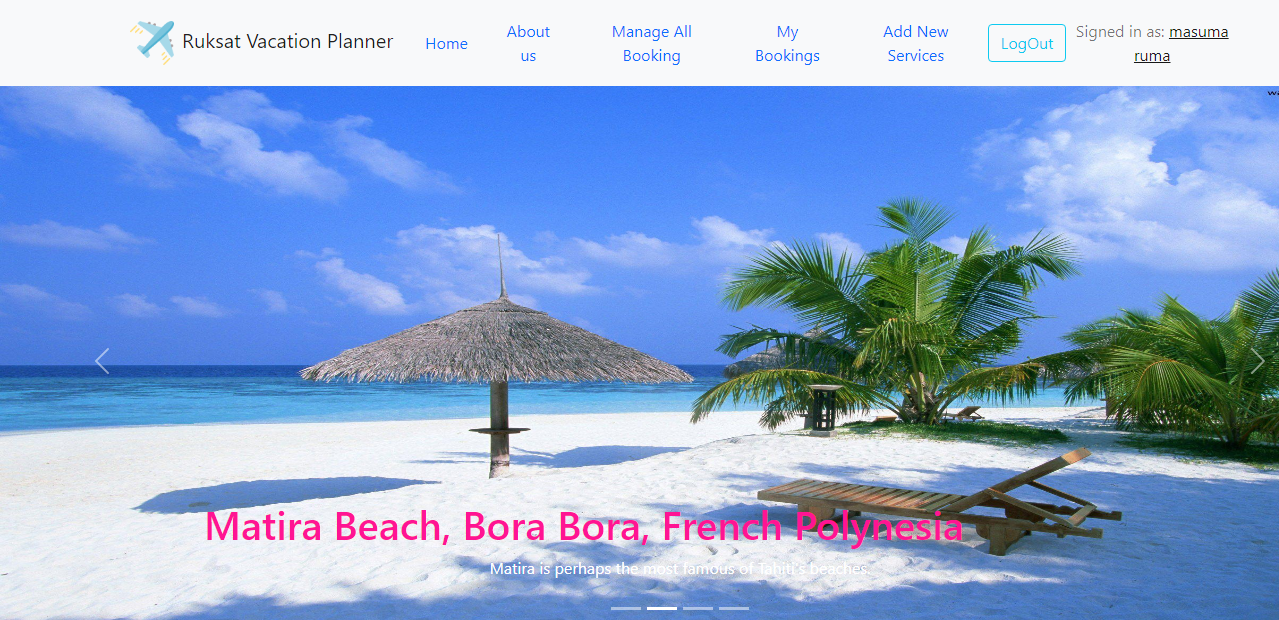 Ruksat Vacation Planner
Home
About
us
Manage All
Booking
My
Bookings
Add New
Services
LogOut
Signed in as: masuma
ruma
Matira Beach, Bora Bora, French Polynesia
Matira is perhaps the most famous of Tahiti's beaches.